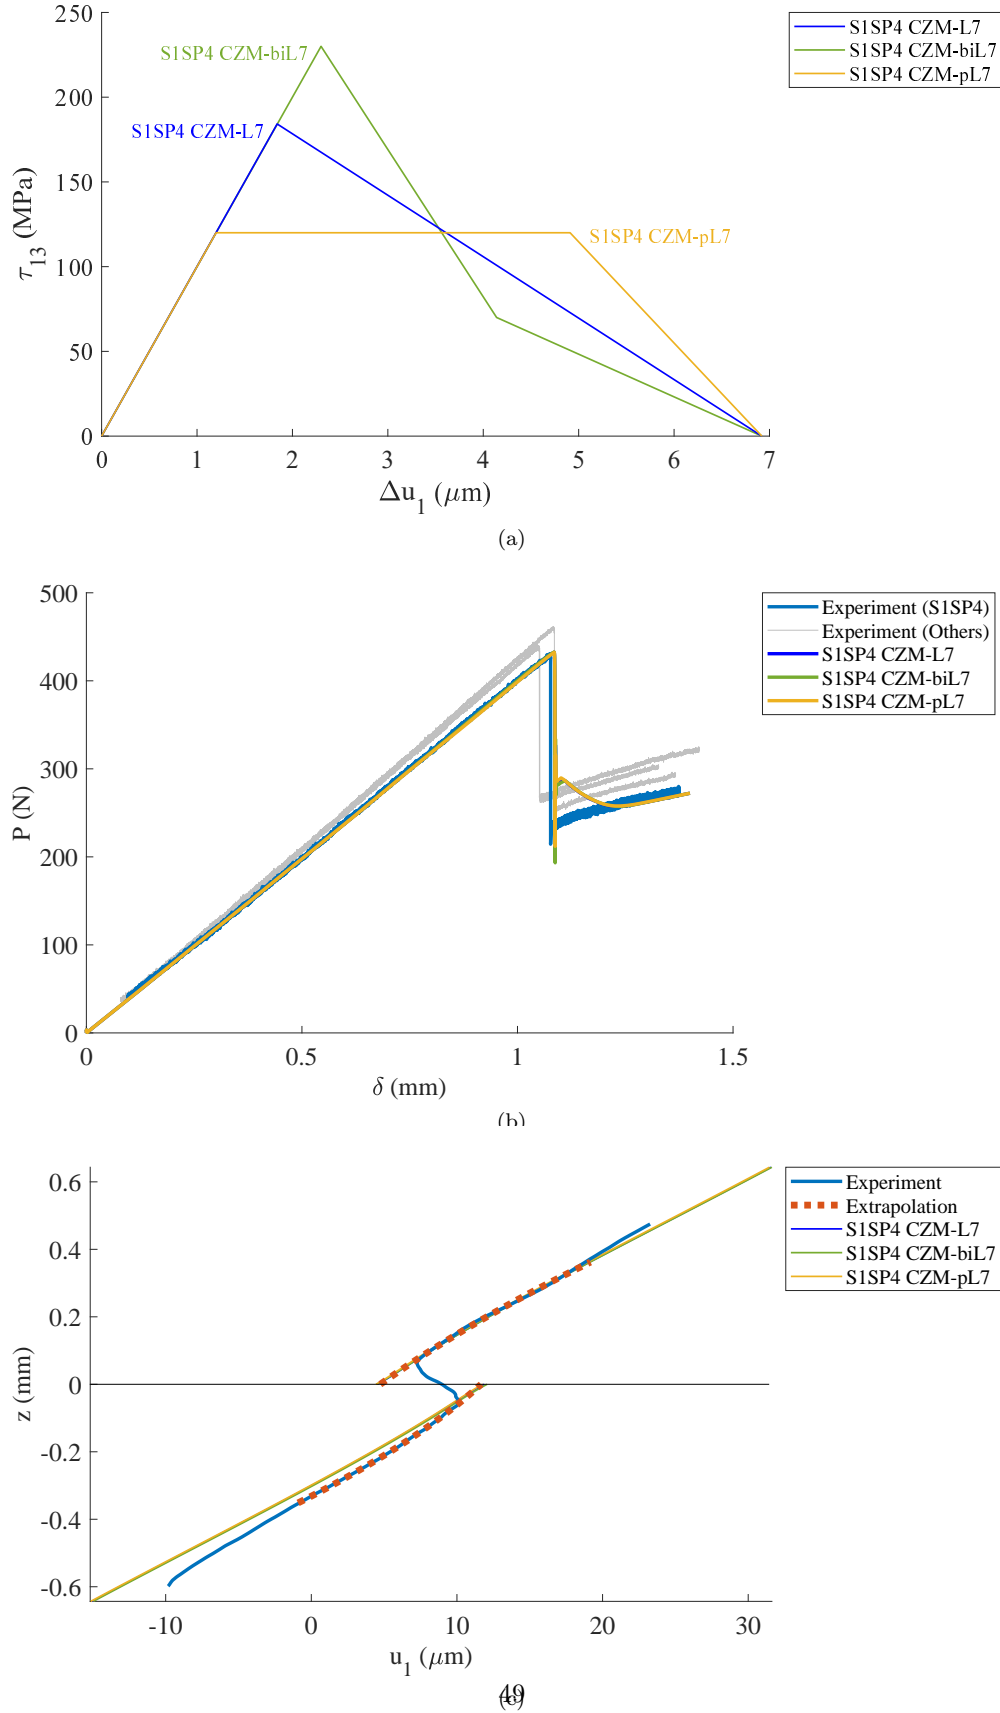 250
200
150
100
50
0
τ13 (MPa)
S1SP4 CZM-biL7
S1SP4 CZM-L7
S1SP4 CZM-pL7
S1SP4 CZM-L7
S1SP4 CZM-biL7
S1SP4 CZM-pL7
0 1 2 3 4 5 6 7
Δu1 (μm)
(a)
500
400
300
200
100
0
P (N)
Experiment (S1SP4)
Experiment (Others)
S1SP4 CZM-L7
S1SP4 CZM-biL7
S1SP4 CZM-pL7
0 0.5 1 1.5
δ (mm)
(b)
0.6
0.4
0.2
0
-0.2
-0.4
-0.6
z (mm)
Experiment
Extrapolation
S1SP4 CZM-L7
S1SP4 CZM-biL7
S1SP4 CZM-pL7
-10 0 10 20 30
u1 (μm)
(c)
49